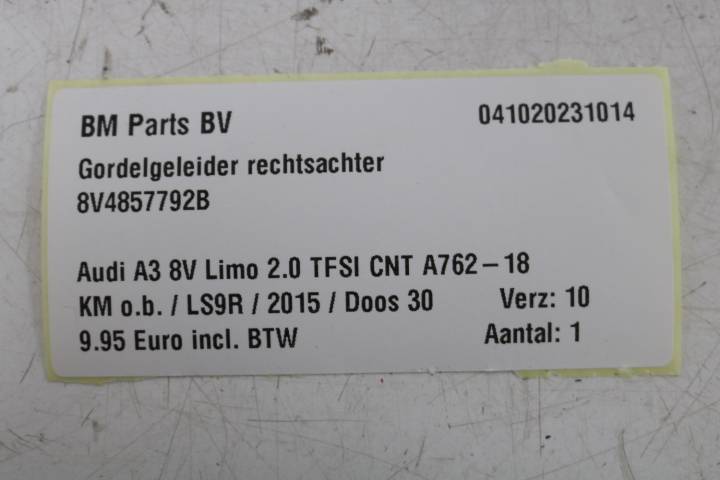 BM Parts BV 041020231014
Gordelgeleider rechtsachter
8V4857792B
Audi A3 8V Limo 2.0 TFSI CNT A762-18
KM o.b. / LS9R / 2015 / Doos 30 Verz: 10
9.95 Euro incl. BTW Aantal: 1